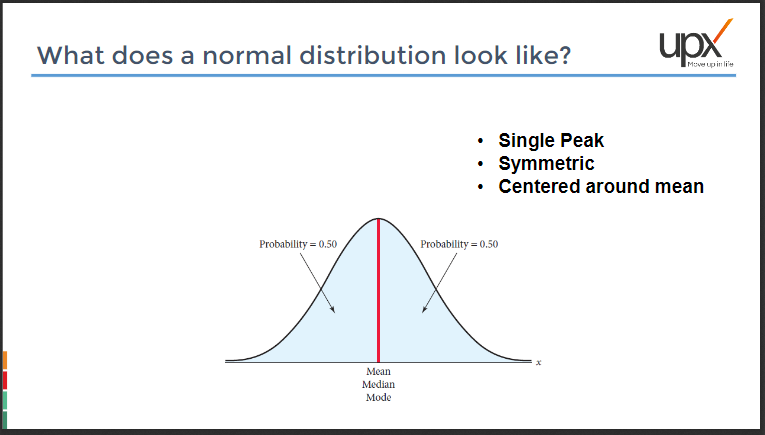 What does a normal distribution look like?
upx
Move up in life
• Single Peak
• Symmetric
• Centered around mean
Probability = 0.50
Probability = 0.50
x
Mean
Median
Mode